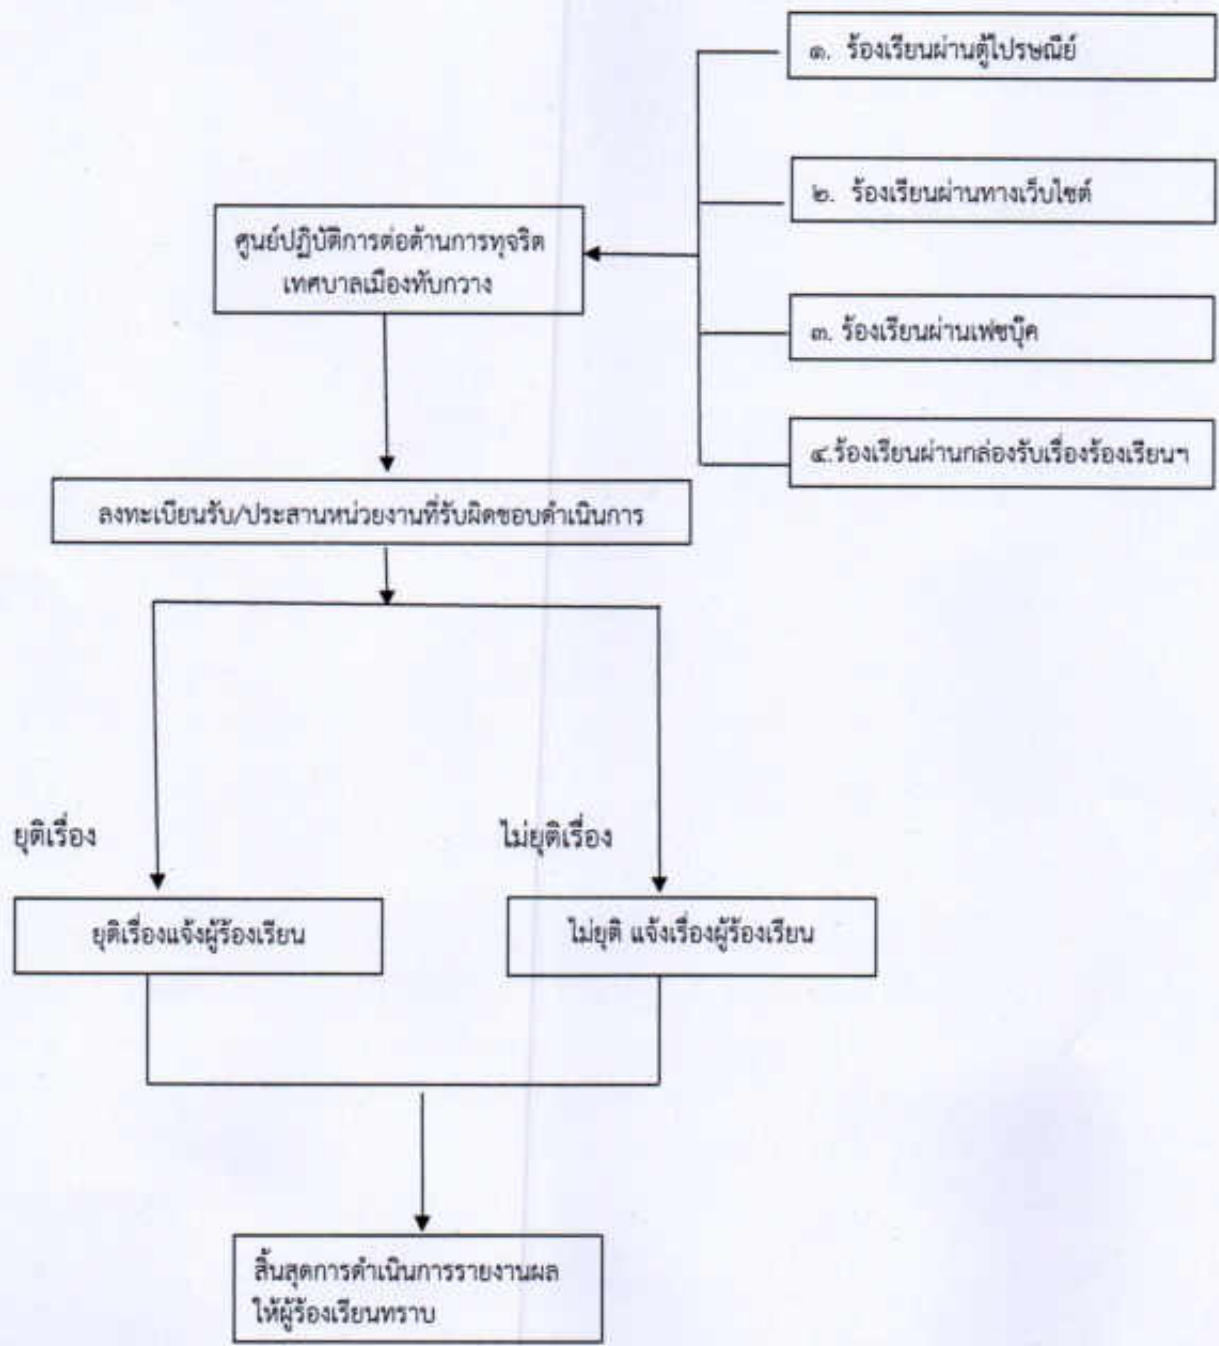 ๑. ร้องเรียนผ่านตู้ไปรษณีย์
๒. ร้องเรียนผ่านทางเว็บไซต์
ศูนย์ปฏิบัติการต่อต้านการทุจริต
เทศบาลเมืองทับกวาง
๓. ร้องเรียนผ่านเฟซบุ๊ค
๔.ร้องเรียนผ่านกล่องรับเรื่องร้องเรียนฯ
ลงทะเบียนรับ/ประสานหน่วยงานที่รับผิดชอบดำเนินการ
ยุติเรื่อง
ไม่ยุติเรื่อง
ยุติเรื่องแจ้งผู้ร้องเรียน
ไม่ยุติ แจ้งเรื่องผู้ร้องเรียน
สิ้นสุดการดำเนินการรายงานผล
ให้ผู้ร้องเรียนทราบ